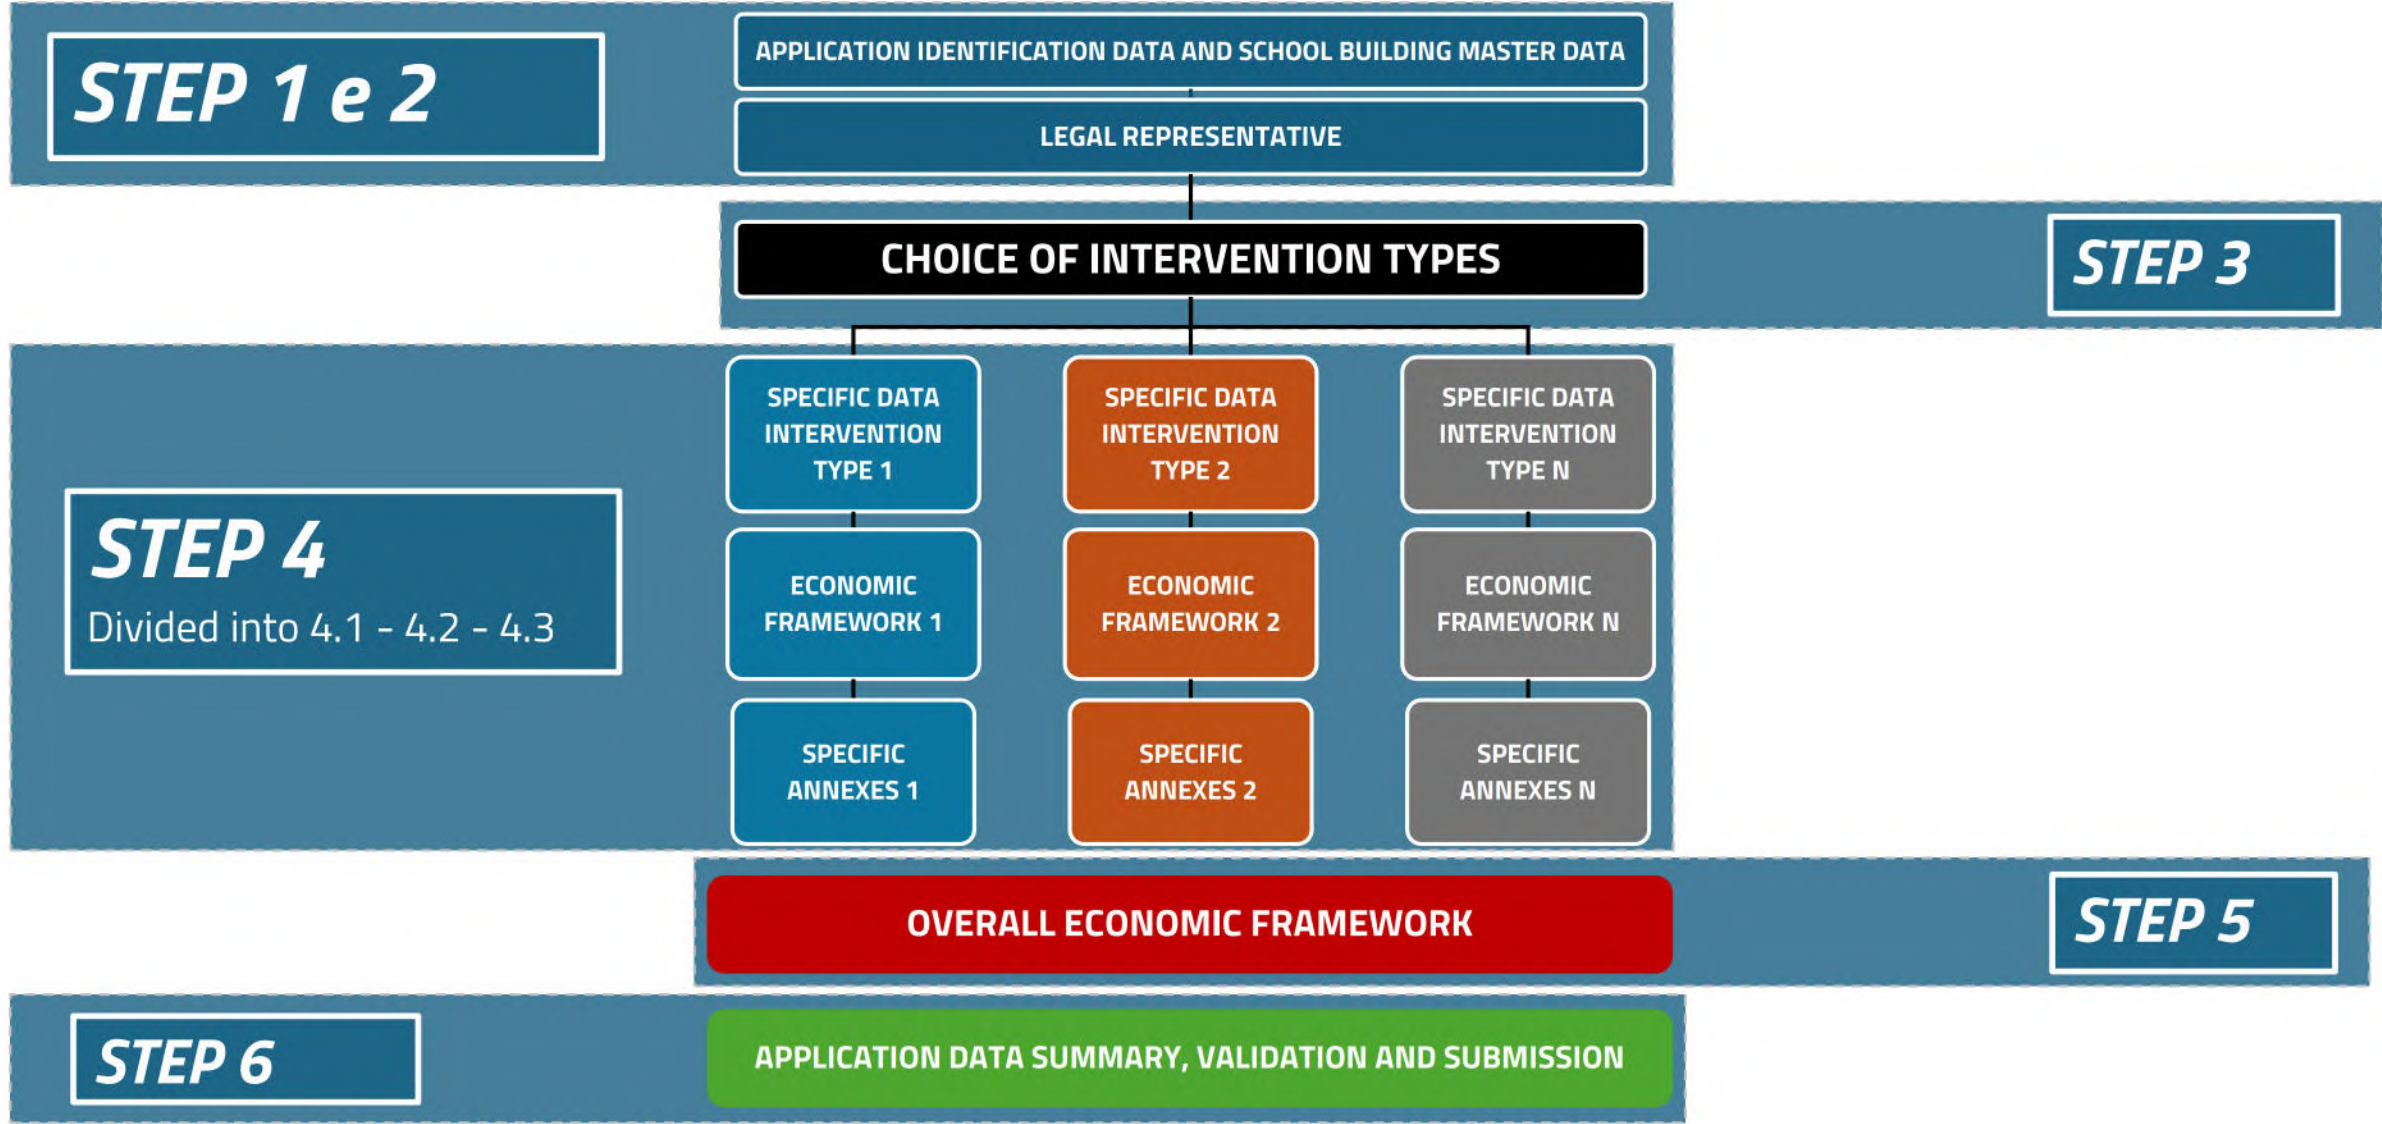 STEP 1 e 2
APPLICATION IDENTIFICATION DATA AND SCHOOL BUILDING MASTER DATA
LEGAL REPRESENTATIVE
CHOICE OF INTERVENTION TYPES
STEP 3
STEP 4
Divided into 4.1 - 4.2 - 4.3
SPECIFIC DATA
INTERVENTION
TYPE 1
SPECIFIC DATA
INTERVENTION
TYPE 2
SPECIFIC DATA
INTERVENTION
TYPE N
ECONOMIC
FRAMEWORK 1
ECONOMIC
FRAMEWORK 2
ECONOMIC
FRAMEWORK N
SPECIFIC
ANNEXES 1
SPECIFIC
ANNEXES 2
SPECIFIC
ANNEXES N
OVERALL ECONOMIC FRAMEWORK
STEP 5
STEP 6
APPLICATION DATA SUMMARY, VALIDATION AND SUBMISSION